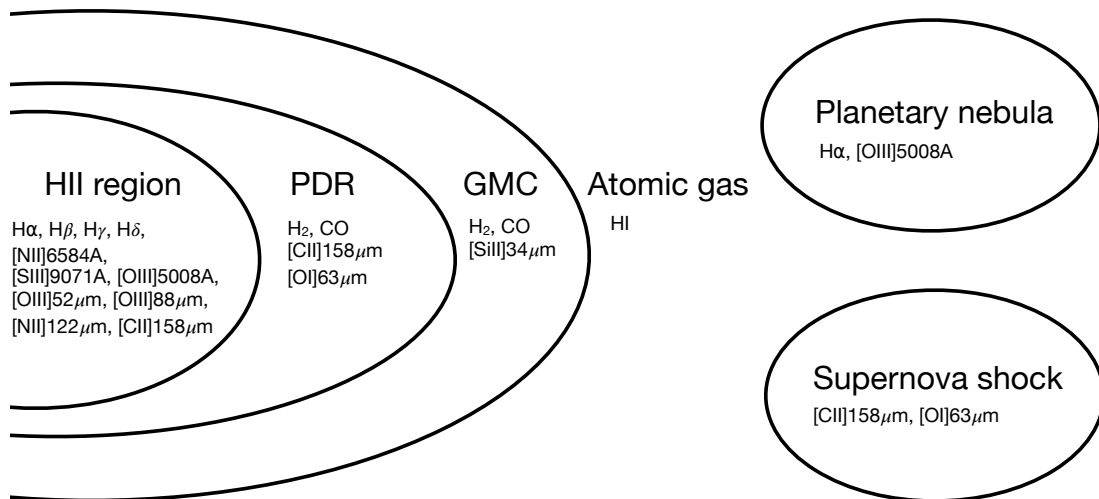 HII region
Hα, Hβ, Hγ, Hδ,
[NII]6584A,
[SIII]9071A, [OIII]5008A,
[OIII]52μm, [OIII]88μm,
[NII]122μm, [CII]158μm
PDR
H₂, CO
[CII]158μm
[OI]63μm
GMC
H₂, CO
[SiII]34μm
Atomic gas
HI
Planetary nebula
Hα, [OIII]5008A
Supernova shock
[CII]158μm, [OI]63μm